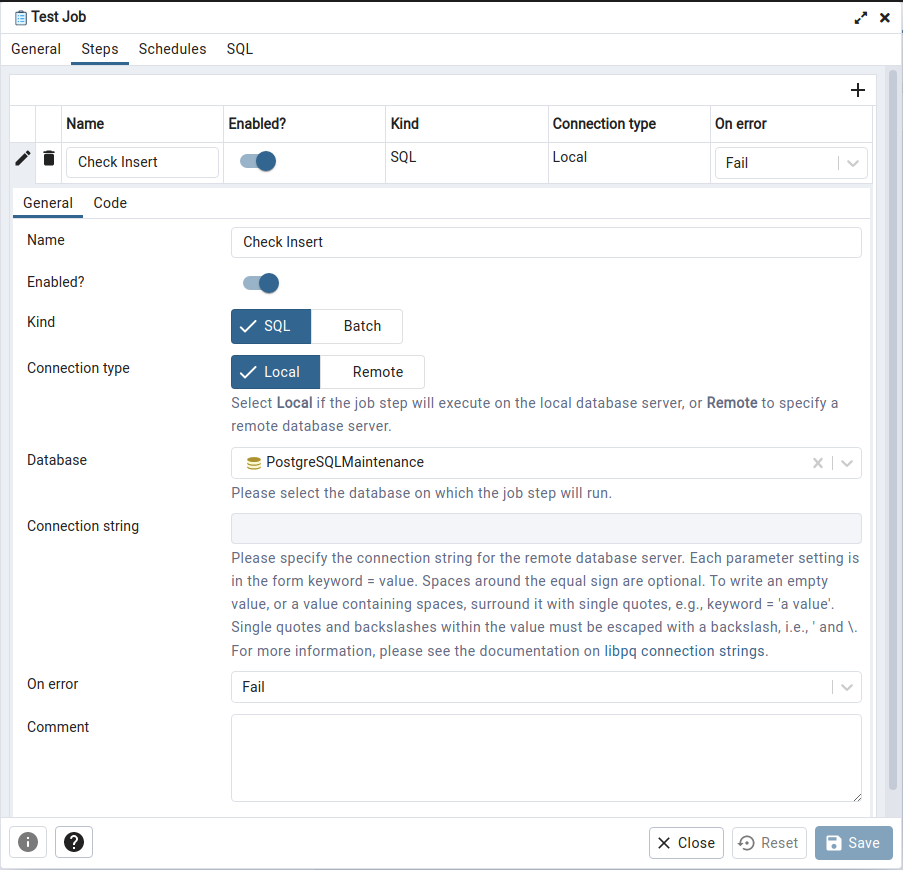 Test Job
General Steps Schedules SQL
Name Enabled? Kind Connection type On error
Check Insert SQL Local Fail
General Code
Name Check Insert
Enabled?
Kind SQL Batch
Connection type Local Remote
Select Local if the job step will execute on the local database server, or Remote to specify a
remote database server.
Database PostgreSQLMaintenance
Please select the database on which the job step will run.
Connection string
Please specify the connection string for the remote database server. Each parameter setting is
in the form keyword = value. Spaces around the equal sign are optional. To write an empty
value, or a value containing spaces, surround it with single quotes, e.g., keyword = 'a value'.
Single quotes and backslashes within the value must be escaped with a backslash, i.e., ' and \.
For more information, please see the documentation on libpq connection strings.
On error Fail
Comment
Close Reset Save